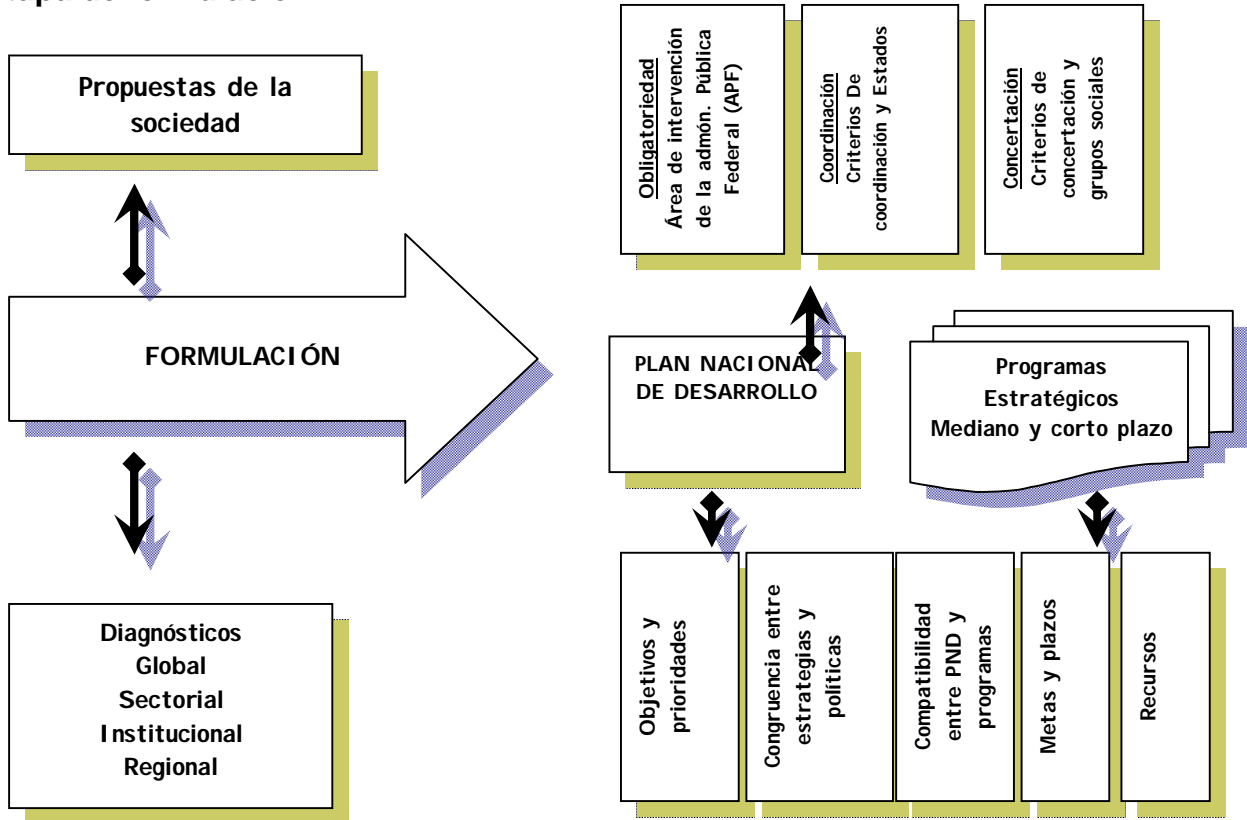 Propuestas de la
sociedad
FORMULACIÓN
Diagnósticos
Global
Sectorial
Institucional
Regional
Obligatoriedad
Área de intervención
de la admón. Pública
Federal (APF)
Coordinación
Criterios De
coordinación y Estados
Concertación
Criterios de
concertación y
grupos sociales
PLAN NACIONAL
DE DESARROLLO
Programas
Estratégicos
Mediano y corto plazo
Objetivos y
prioridades
Congruencia entre
estrategias y
políticas
Compatibilidad
entre PND y
programas
Metas y plazos
Recursos